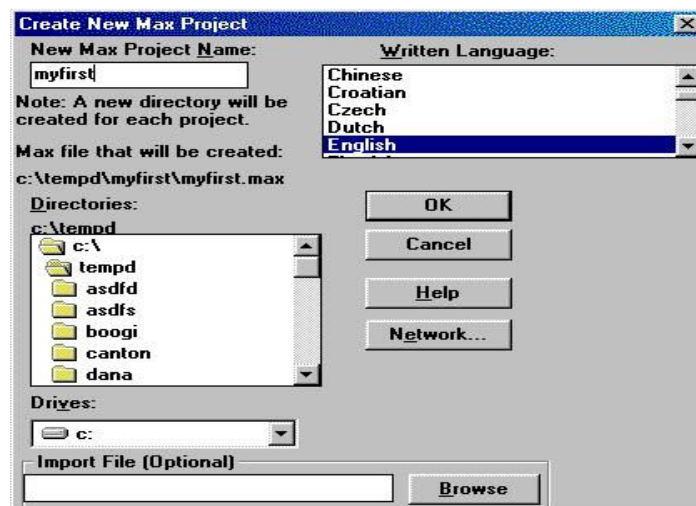 Create New Max Project
New Max Project Name:
myfirst
Note: A new directory will be
created for each project.
Max file that will be created:
c:\tempd\myfirst\myfirst.max
Written Language:
Chinese
Croatian
Czech
Dutch
English
Directories:
c:\tempd
c:\
tempd
asdfd
asdfs
boogi
canton
dana
OK
Cancel
Help
Network...
Drives:
c:
Import File (Optional)
Browse